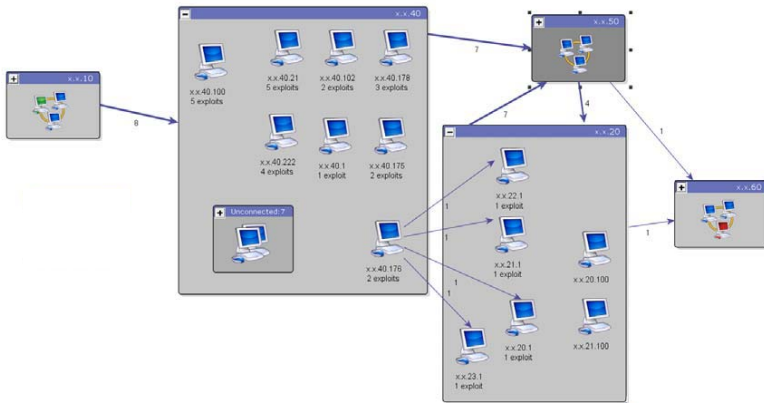 x.x.10
8
x.x.40
x.x.40.100
5 exploits
x.x.40.21
5 exploits
x.x.40.102
2 exploits
x.x.40.178
3 exploits
x.x.40.222
4 exploits
x.x.40.1
1 exploit
x.x.40.175
2 exploits
Unconnected:7
x.x.40.176
2 exploits
7
x.x.50
7
4
1
x.x.20
1
x.x.22.1
1 exploit
1
x.x.21.1
1 exploit
1
1
x.x.20.100
x.x.20.1
1 exploit
x.x.21.100
x.x.23.1
1 exploit
x.x.60
1